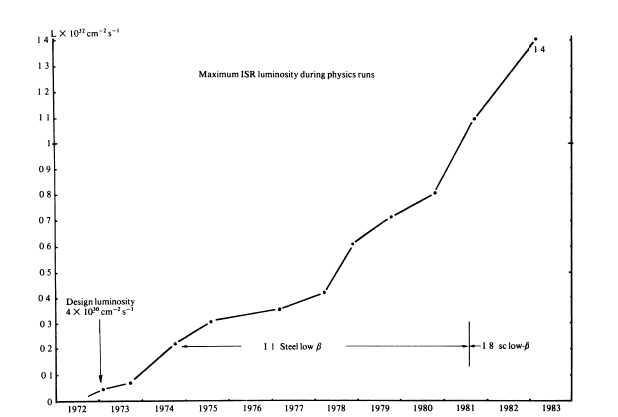 L × 10³² cm⁻² s⁻¹
1 4
1 3
1 2
1 1
1
0 9
0 8
0 7
0 6
0 5
0 4
0 3
0 2
0 1
0
Maximum ISR luminosity during physics runs
1 4
Design luminosity
4 × 10³⁰ cm⁻² s⁻¹
I 1 Steel low β
I 8 sc low-β
1972 1973 1974 1975 1976 1977 1978 1979 1980 1981 1982 1983